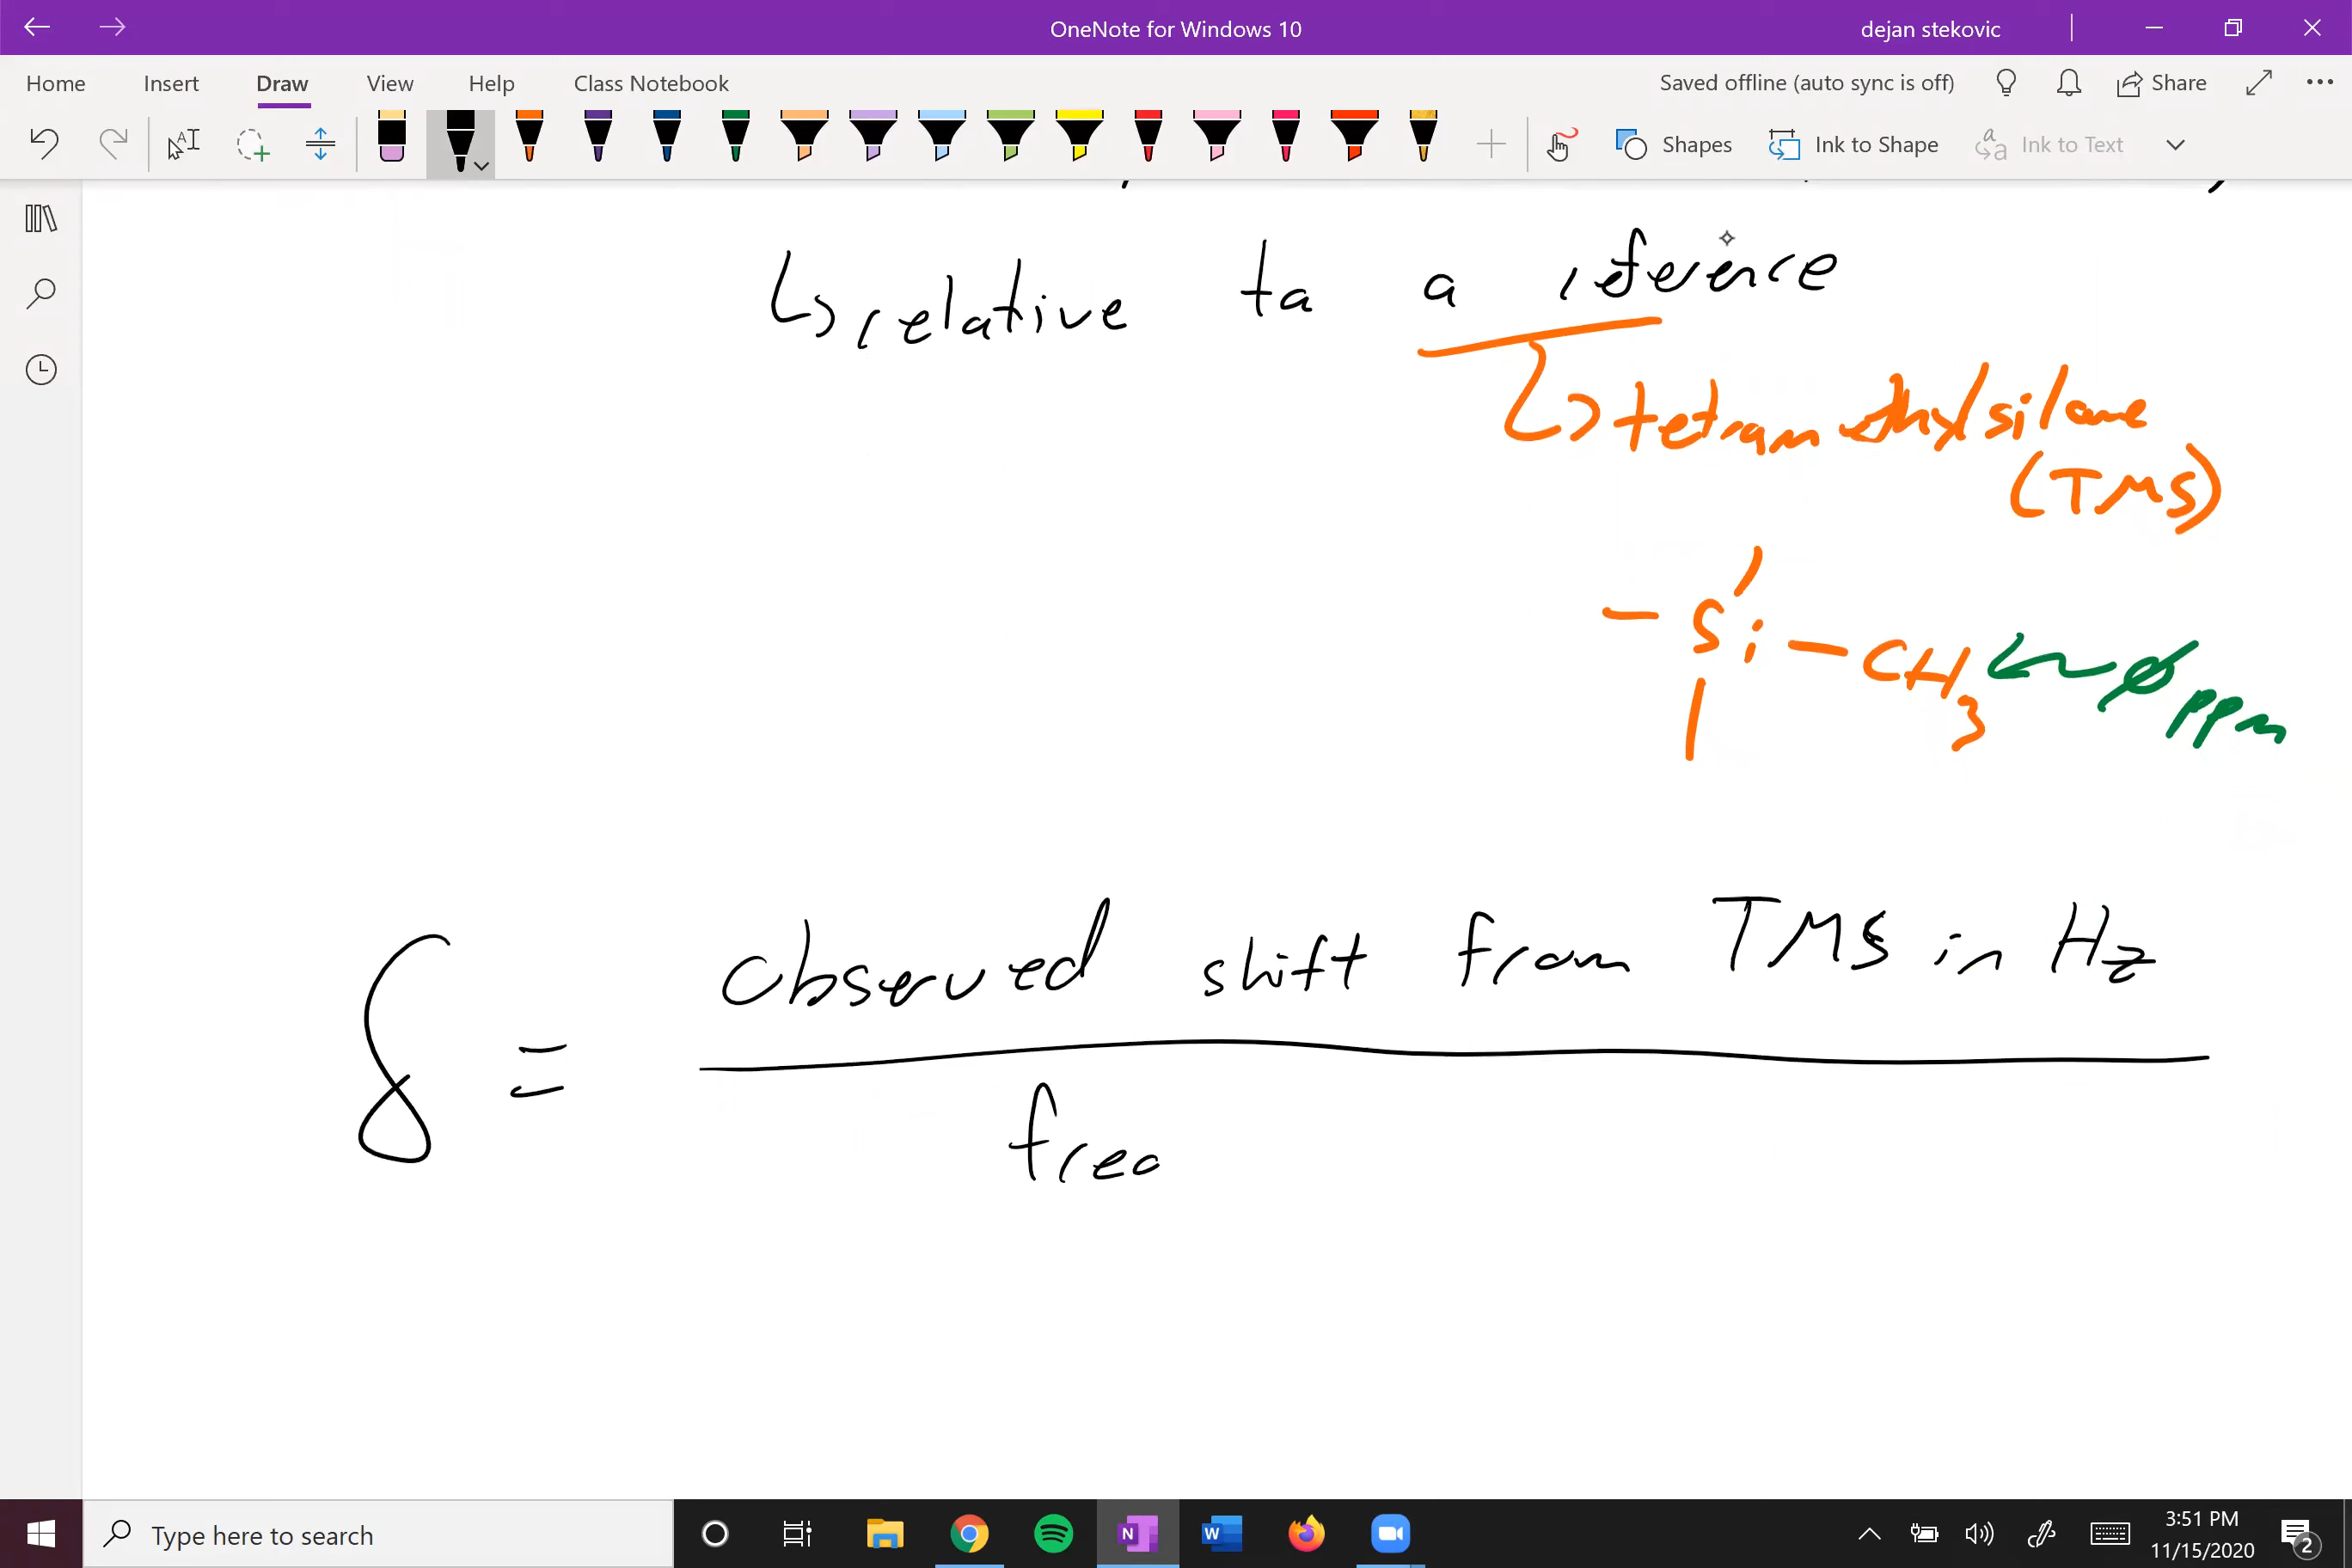 OneNote for Windows 10
dejan stekovic
Home Insert Draw View Help Class Notebook
Saved offline (auto sync is off) Share
Shapes Ink to Shape Ink to Text
↳ relative to a reference
↳ tetramethylsilane
(TMS)
- Si - CH3 ← 0 ppm
δ = observed shift from TMS in Hz
freq
Type here to search
3:51 PM
11/15/2020
2